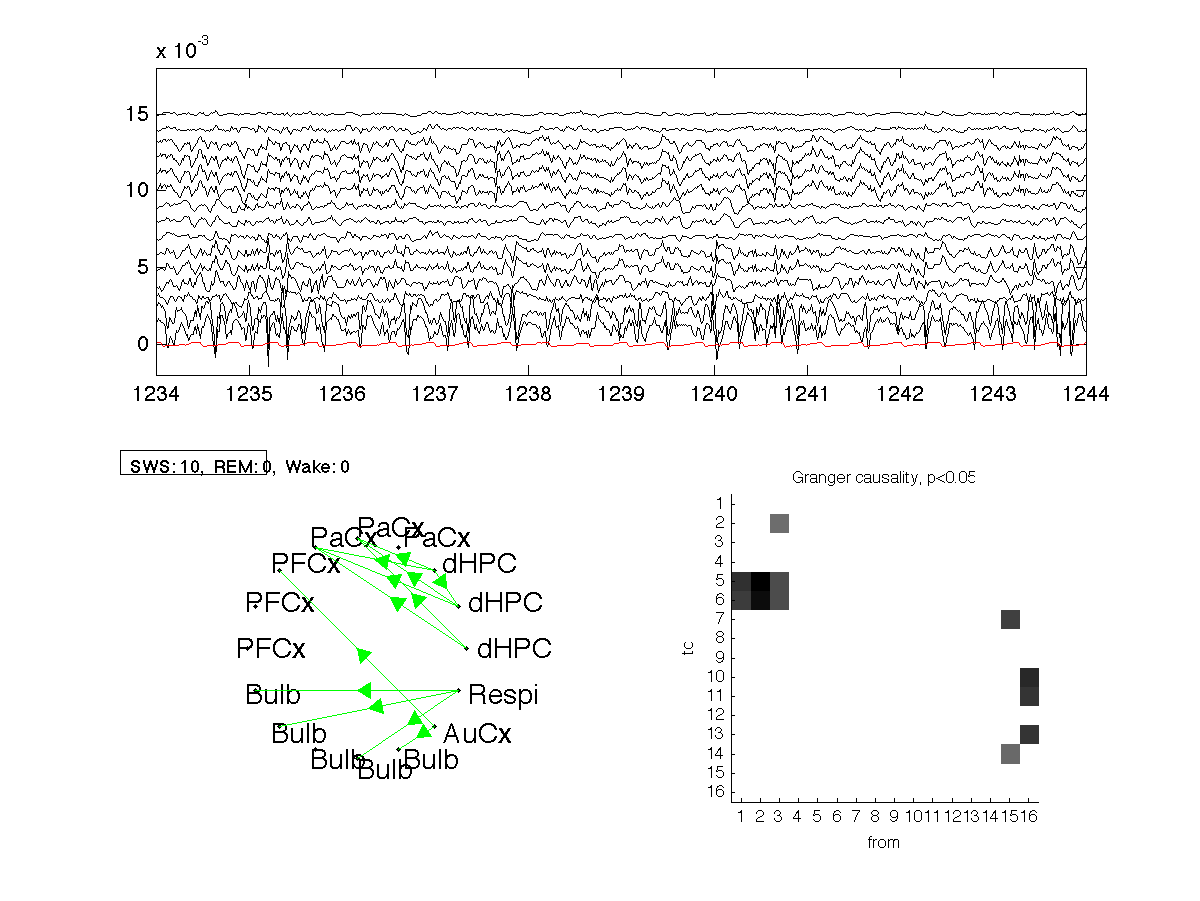 x 10-3
15
10
5
0
1234 1235 1236 1237 1238 1239 1240 1241 1242 1243 1244
SWS:10, REM:0, Wake:0
PaCx
PaCx
PaCx
PFCx
dHPC
PFCx
dHPC
PFCx
dHPC
Bulb
Respi
Bulb
AuCx
Bulb
Bulb
Bulb
Granger causality, p<0.05
1
2
3
4
5
6
7
8
9
10
11
12
13
14
15
16
to
1 2 3 4 5 6 7 8 9 10 11 12 13 14 15 16
from